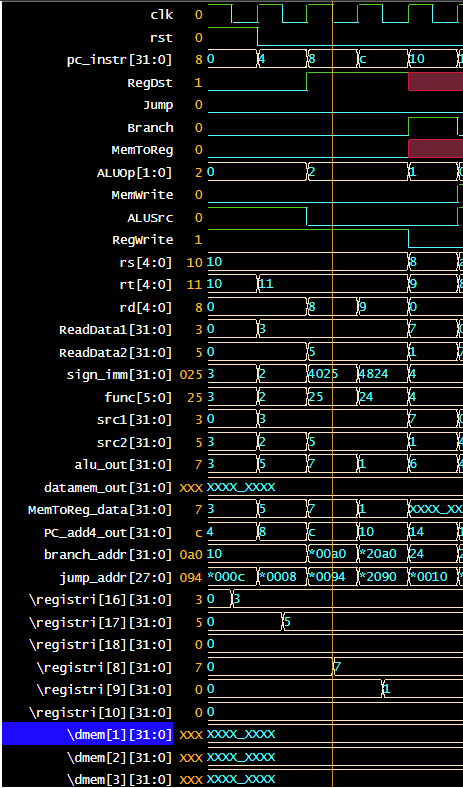 clk 0
rst 0
pc_instr[31:0] 8 0 4 8 c 10
RegDst 1
Jump 0
Branch 0
MemToReg 0
ALUOp[1:0] 2 0 2 1
MemWrite 0
ALUSrc 0
RegWrite 1
rs[4:0] 10 10 8
rt[4:0] 11 10 11 9
rd[4:0] 8 0 8 9 0
ReadData1[31:0] 3 0 3 7
ReadData2[31:0] 5 0 5 1
sign_imm[31:0] 025 3 2 4025 4824 4
func[5:0] 25 3 2 25 24 4
src1[31:0] 3 0 3 7
src2[31:0] 5 3 2 5 1
alu_out[31:0] 7 3 5 7 1 6
datamem_out[31:0] XXX XXXX_XXXX
MemToReg_data[31:0] 7 3 5 7 1 XXXX_XX
PC_add4_out[31:0] c 4 8 c 10 14
branch_addr[31:0] 0a0 10 *00a0 *20a0 24
jump_addr[27:0] 094 *000c *0008 *0094 *2090 *0010
\registri[16][31:0] 3 0 3
\registri[17][31:0] 5 0 5
\registri[18][31:0] 0 0
\registri[8][31:0] 7 0 7
\registri[9][31:0] 0 0 1
\registri[10][31:0] 0 0
\dmem[1][31:0] XXX XXXX_XXXX
\dmem[2][31:0] XXX XXXX_XXXX
\dmem[3][31:0] XXX XXXX_XXXX